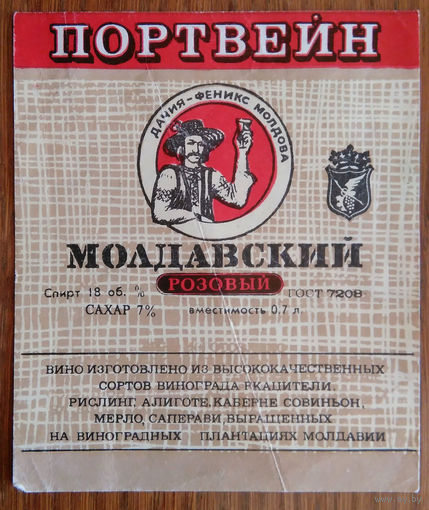 ПОРТВЕЙН
ДАЧИЯ-ФЕНИКС МОЛДОВА
МОЛДАВСКИЙ
РОЗОВЫЙ
Спирт 18 об. % ГОСТ 7208
САХАР 7% вместимость 0,7 л.
ВИНО ИЗГОТОВЛЕНО ИЗ ВЫСОКОКАЧЕСТВЕННЫХ
СОРТОВ ВИНОГРАДА РКАЦИТЕЛИ,
РИСЛИНГ, АЛИГОТЕ, КАВЕРНЕ СОВИНЬОН,
МЕРЛО, САПЕРАВИ, ВЫРАЩЕННЫХ
НА ВИНОГРАДНЫХ ПЛАНТАЦИЯХ МОЛДАВИИ